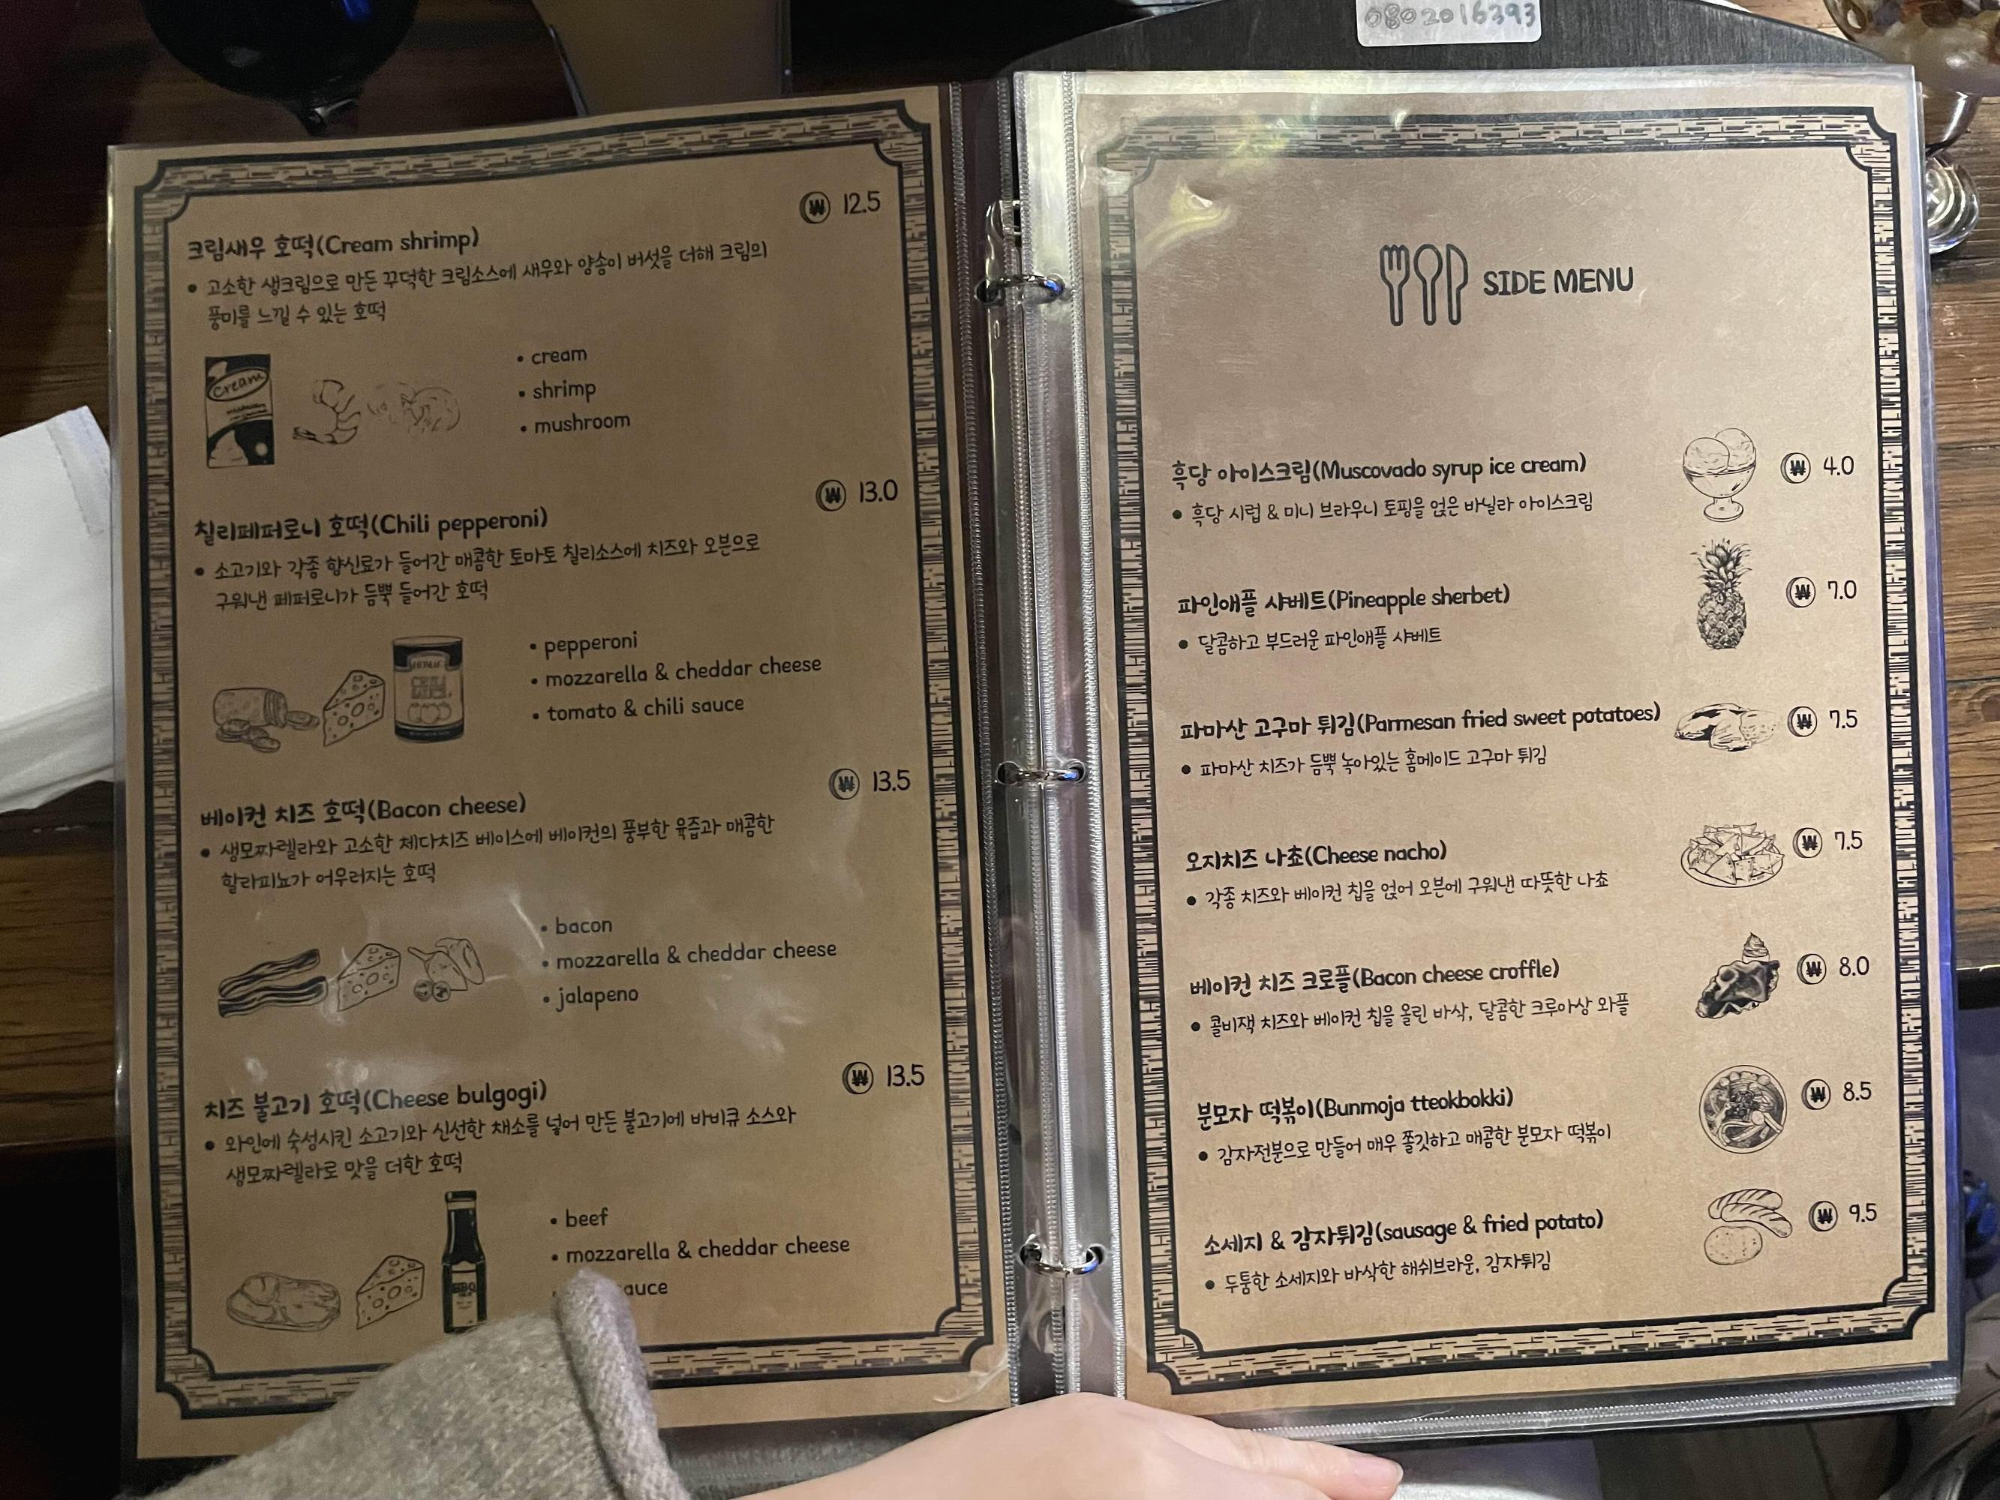 0802016393
₩ 12.5
크림새우 호떡(Cream shrimp)
• 고소한 생크림으로 만든 꾸덕한 크림소스에 새우와 양송이 버섯을 더해 크림의
풍미를 느낄 수 있는 호떡
Cream
• cream
• shrimp
• mushroom
₩ 13.0
칠리페퍼로니 호떡(Chili pepperoni)
• 소고기와 각종 향신료가 들어간 매콤한 토마토 칠리소스에 치즈와 오븐으로
구워낸 페퍼로니가 듬뿍 들어간 호떡
• pepperoni
• mozzarella & cheddar cheese
• tomato & chili sauce
₩ 13.5
베이컨 치즈 호떡(Bacon cheese)
• 생모짜렐라와 고소한 체다치즈 베이스에 베이컨의 풍부한 육즙과 매콤한
할라피뇨가 어우러지는 호떡
• bacon
• mozzarella & cheddar cheese
• jalapeno
₩ 13.5
치즈 불고기 호떡(Cheese bulgogi)
• 와인에 숙성시킨 소고기와 신선한 채소를 넣어 만든 불고기에 바비큐 소스와
생모짜렐라로 맛을 더한 호떡
BBQ
• beef
• mozzarella & cheddar cheese
SIDE MENU
흑당 아이스크림(Muscovado syrup ice cream) ₩ 4.0
• 흑당 시럽 & 미니 브라우니 토핑을 얹은 바닐라 아이스크림
파인애플 샤베트(Pineapple sherbet) ₩ 7.0
• 달콤하고 부드러운 파인애플 샤베트
파마산 고구마 튀김(Parmesan fried sweet potatoes) ₩ 7.5
• 파마산 치즈가 듬뿍 녹아있는 홈메이드 고구마 튀김
오지치즈 나쵸(Cheese nacho) ₩ 7.5
• 각종 치즈와 베이컨 칩을 얹어 오븐에 구워낸 따뜻한 나쵸
베이컨 치즈 크로플(Bacon cheese croffle) ₩ 8.0
• 콜비잭 치즈와 베이컨 칩을 올린 바삭, 달콤한 크루아상 와플
분모자 떡볶이(Bunmoja tteokbokki) ₩ 8.5
• 감자전분으로 만들어 매우 쫄깃하고 매콤한 분모자 떡볶이
소세지 & 감자튀김(sausage & fried potato) ₩ 9.5
• 두툼한 소세지와 바삭한 해쉬브라운, 감자튀김